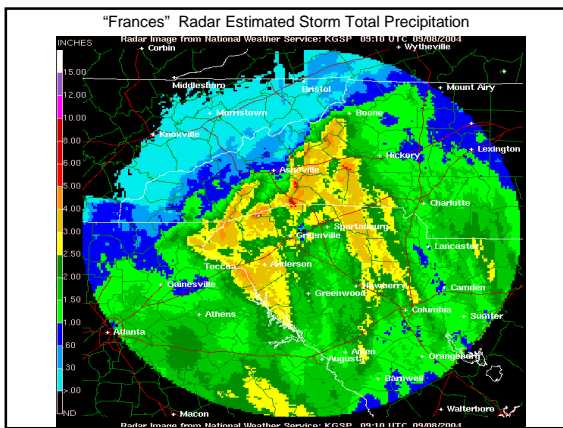 “Frances” Radar Estimated Storm Total Precipitation
Radar Image from National Weather Service: KGSP 09:10 UTC 09/08/2004
INCHES
Corbin
Wytheville
15.00
12.00
10.00
8.00
6.00
5.00
4.00
3.00
2.50
2.00
1.50
1.00
.60
.30
>.00
ND
Middlesboro
Bristol
Mount Airy
Morristown
Boone
Knoxville
Lexington
Hickory
Asheville
Charlotte
Spartanburg
Greenville
Lancaster
Toccoa
Anderson
Gainesville
Greenwood
Newberry
Camden
Athens
Columbia
Sumter
Atlanta
Aiken
Augusta
Orangeburg
Barnwell
Macon
Walterboro
Radar Image from National Weather Service: KGSP 09:10 UTC 09/08/2004